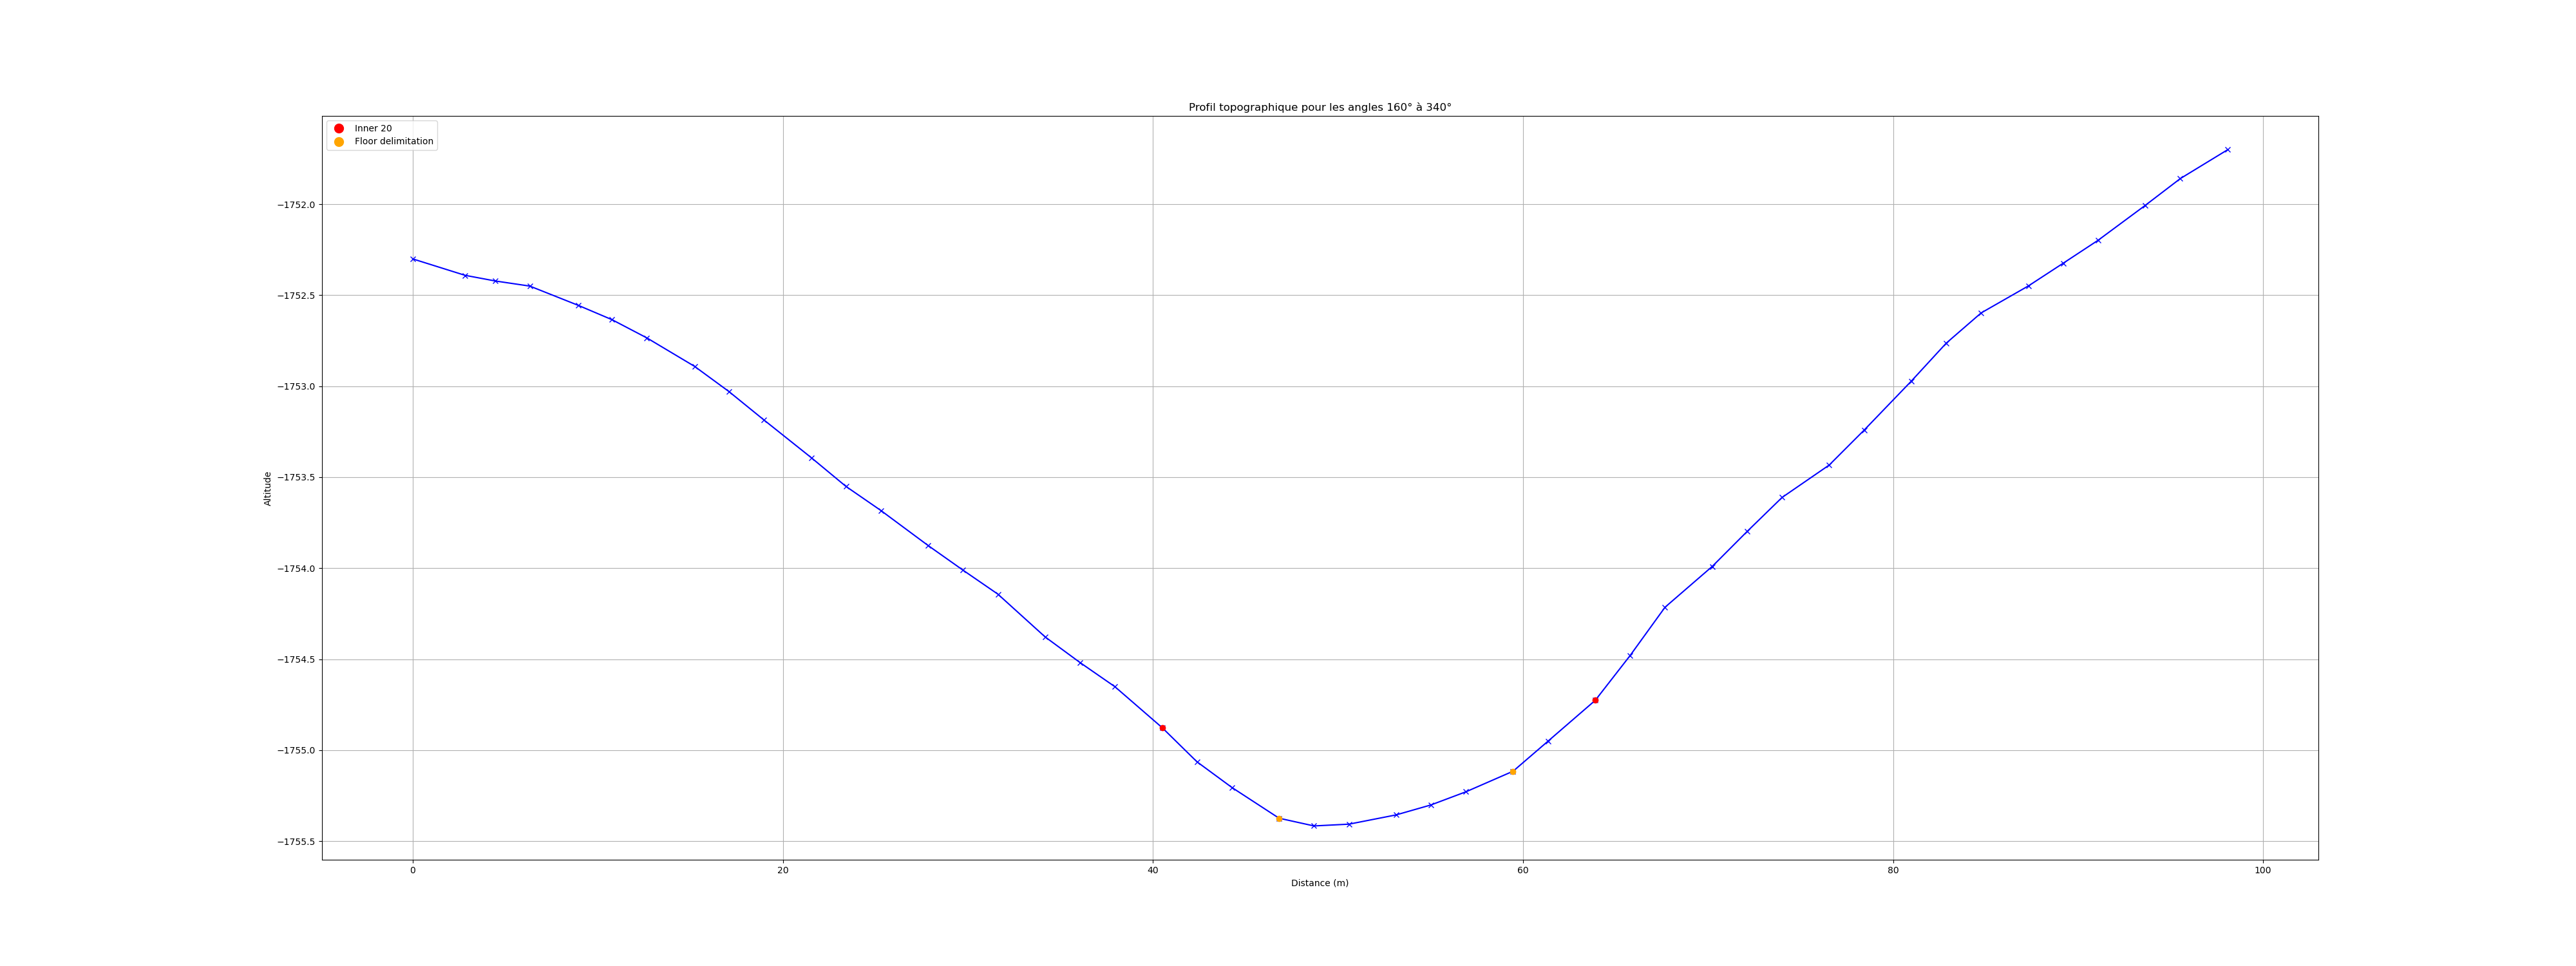 Profil topographique pour les angles 160° à 340°
Inner 20
Floor delimitation
−1752.0
−1752.5
−1753.0
−1753.5
−1754.0
−1754.5
−1755.0
−1755.5
Altitude
0 20 40 60 80 100
Distance (m)